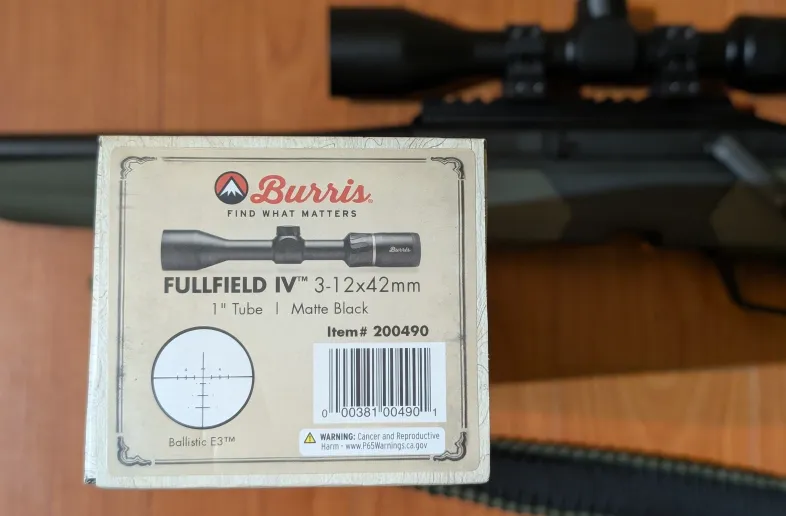 Burris
FIND WHAT MATTERS
Burris
FULLFIELD IV™ 3-12x42mm
1" Tube | Matte Black
Item# 200490
0 00381 00490 1
Ballistic E3™
WARNING: Cancer and Reproductive
Harm - www.P65Warnings.ca.gov